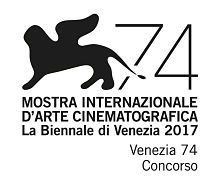 74
MOSTRA INTERNAZIONALE
D'ARTE CINEMATOGRAFICA
La Biennale di Venezia 2017
Venezia 74
Concorso